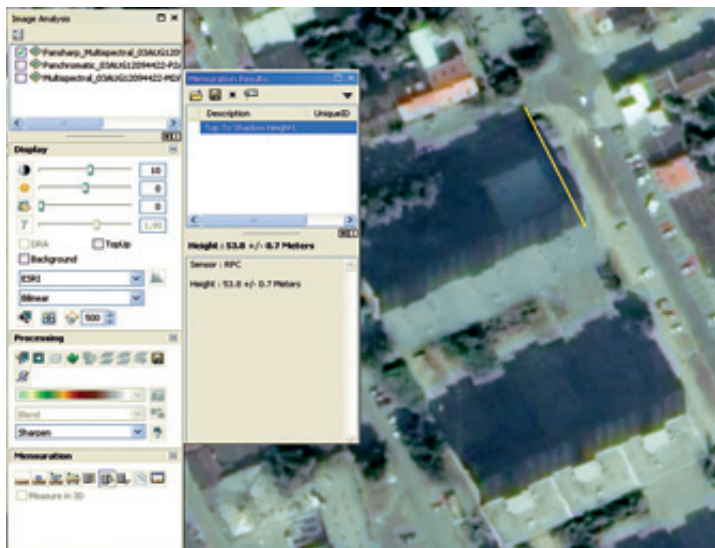 Image Analysis
Pansharp_Multispectral_03AUG1209
Panchromatic_03AUG12094422-P2
Multispectral_03AUG12094422-M2
Display
10
0
0
1.00
DRA
TopUp
Background
ESRI
Bilinear
500
Processing
Blend
Sharpen
Mensuration
Measure in 3D
Mensuration Results
Description
UniqueID
Top To Shadow Height1
Height : 53.8 +/- 0.7 Meters
Sensor : RPC
Height : 53.8 +/- 0.7 Meters